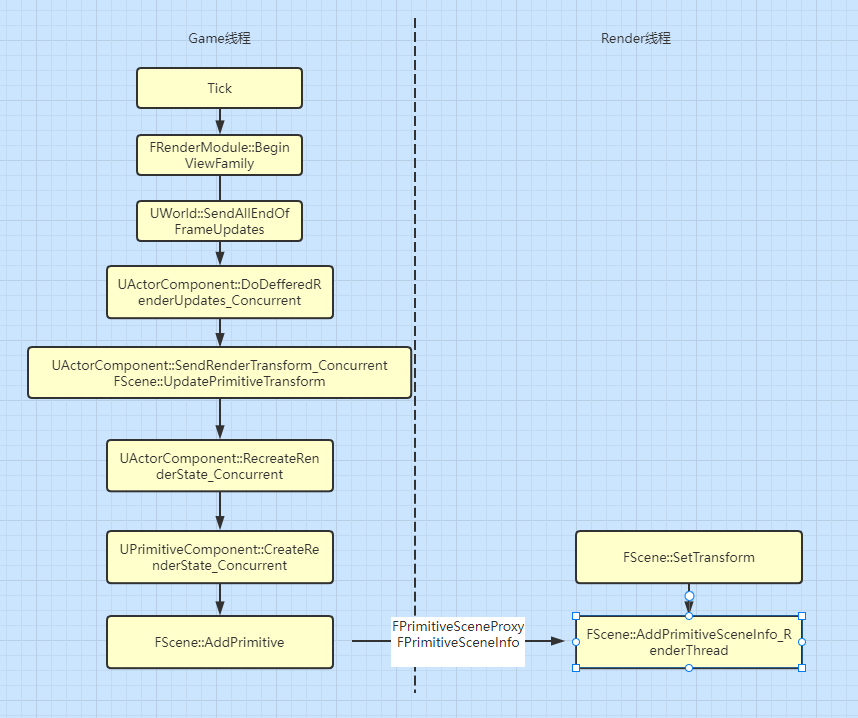 Game线程
Render线程
Tick
FRenderModule::Begin
ViewFamily
UWorld::SendAllEndOf
FrameUpdates
UActorComponent::DoDefferedR
enderUpdates_Concurrent
UActorComponent::SendRenderTransform_Concurrent
FScene::UpdatePrimitiveTransform
UActorComponent::RecreateRen
derState_Concurrent
UPrimitiveComponent::CreateRe
nderState_Concurrent
FScene::SetTransform
FScene::AddPrimitive
FPrimitiveSceneProxy
FPrimitiveSceneInfo
FScene::AddPrimitiveSceneInfo_R
enderThread